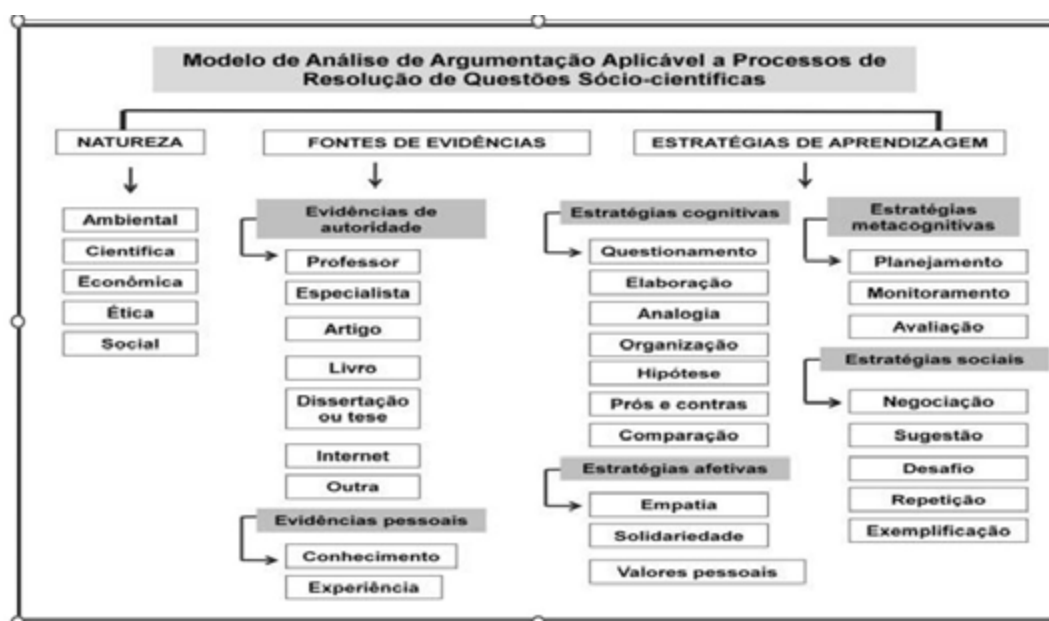 Modelo de Análise de Argumentação Aplicável a Processos de
Resolução de Questões Sócio-científicas
NATUREZA
Ambiental
Científica
Econômica
Ética
Social
FONTES DE EVIDÊNCIAS
Evidências de
autoridade
Professor
Especialista
Artigo
Livro
Dissertação
ou tese
Internet
Outra
Evidências pessoais
Conhecimento
Experiência
ESTRATÉGIAS DE APRENDIZAGEM
Estratégias cognitivas
Questionamento
Elaboração
Analogia
Organização
Hipótese
Prós e contras
Comparação
Estratégias afetivas
Empatia
Solidariedade
Valores pessoais
Estratégias
metacognitivas
Planejamento
Monitoramento
Avaliação
Estratégias sociais
Negociação
Sugestão
Desafio
Repetição
Exemplificação